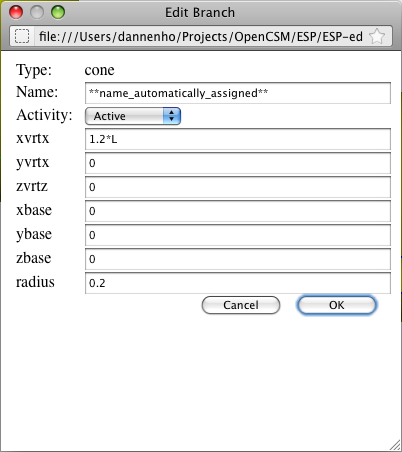 Edit Branch
file:///Users/dannenho/Projects/OpenCSM/ESP/ESP-ed
Type: cone
Name: **name_automatically_assigned**
Activity: Active
xvrtx 1.2*L
yvrtx 0
zvrtz 0
xbase 0
ybase 0
zbase 0
radius 0.2
Cancel OK